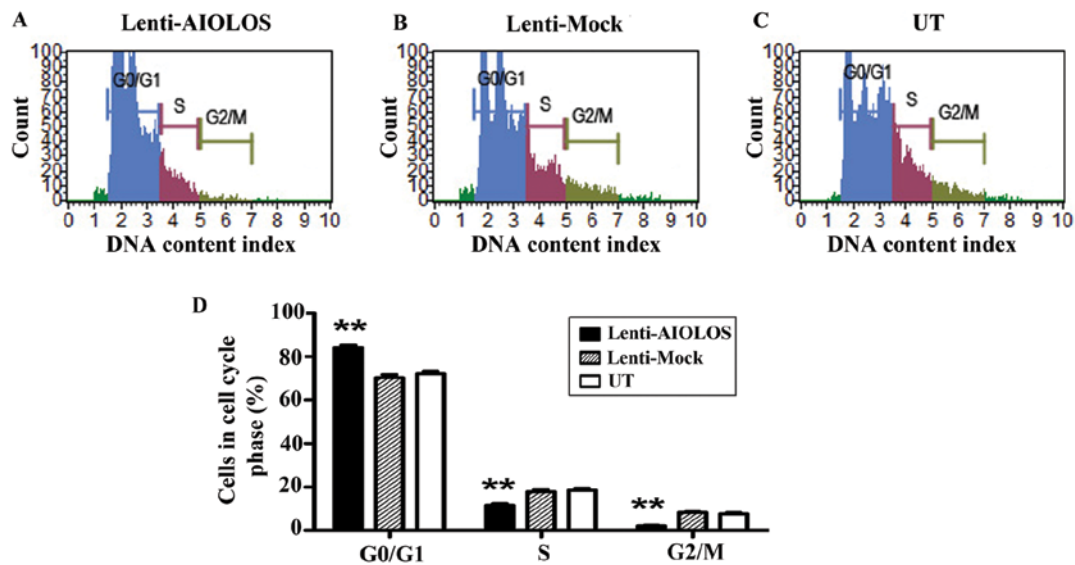 A
Lenti-AIOLOS
100
90
80
70
60
50
40
30
20
10
0
Count
G0/G1
S
G2/M
0 1 2 3 4 5 6 7 8 9 10
DNA content index
B
Lenti-Mock
100
90
80
70
60
50
40
30
20
10
0
Count
G0/G1
S
G2/M
0 1 2 3 4 5 6 7 8 9 10
DNA content index
C
UT
100
90
80
70
60
50
40
30
20
10
0
Count
G0/G1
S
G2/M
0 1 2 3 4 5 6 7 8 9 10
DNA content index
D
Cells in cell cycle
phase (%)
100
80
60
40
20
0
**
**
**
Lenti-AIOLOS
Lenti-Mock
UT
G0/G1 S G2/M